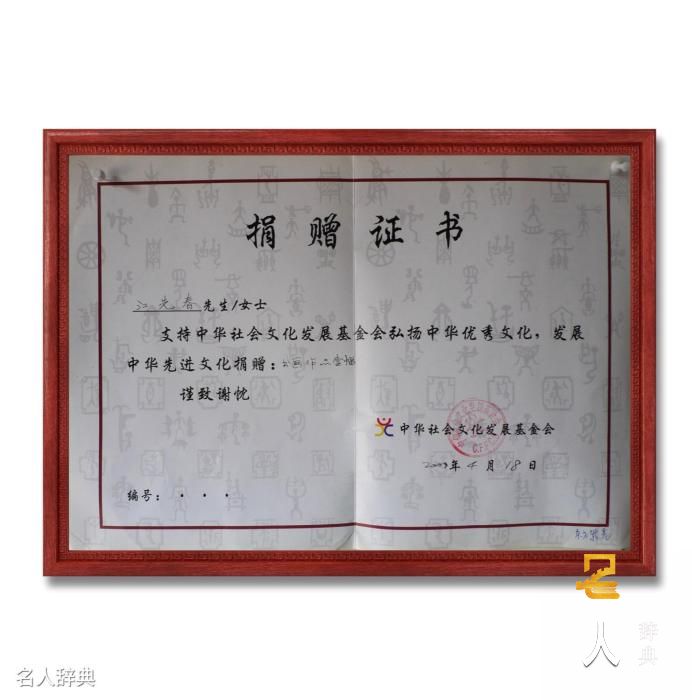 捐赠证书
江先春先生/女士
支持中华社会文化发展基金会弘扬中华优秀文化，发展
中华先进文化捐赠：
谨致谢忱
中华社会文化发展基金会
年4月18日
编号：···
名人辞典
名人辞典